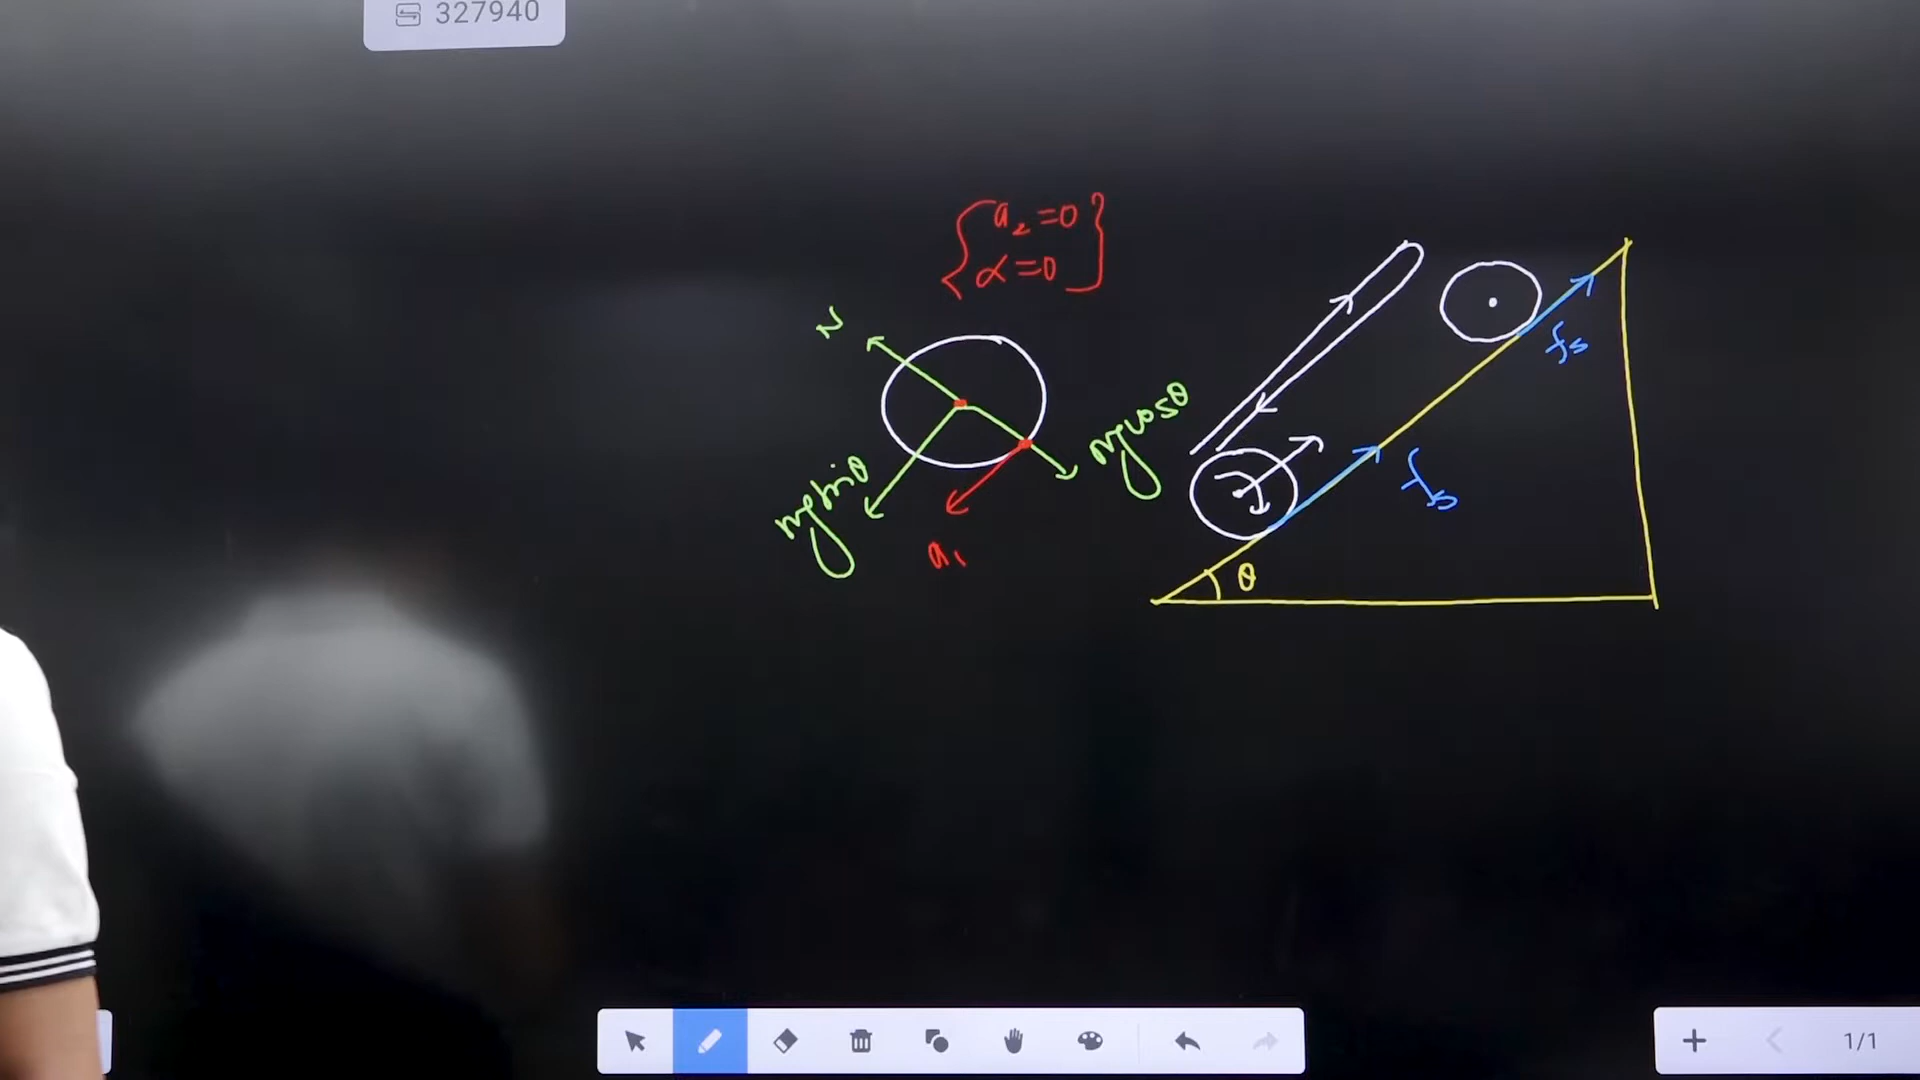 327940
a₂ = 0
α = 0
N
mg cosθ
mg sinθ
a₁
fs
fs
θ
1/1